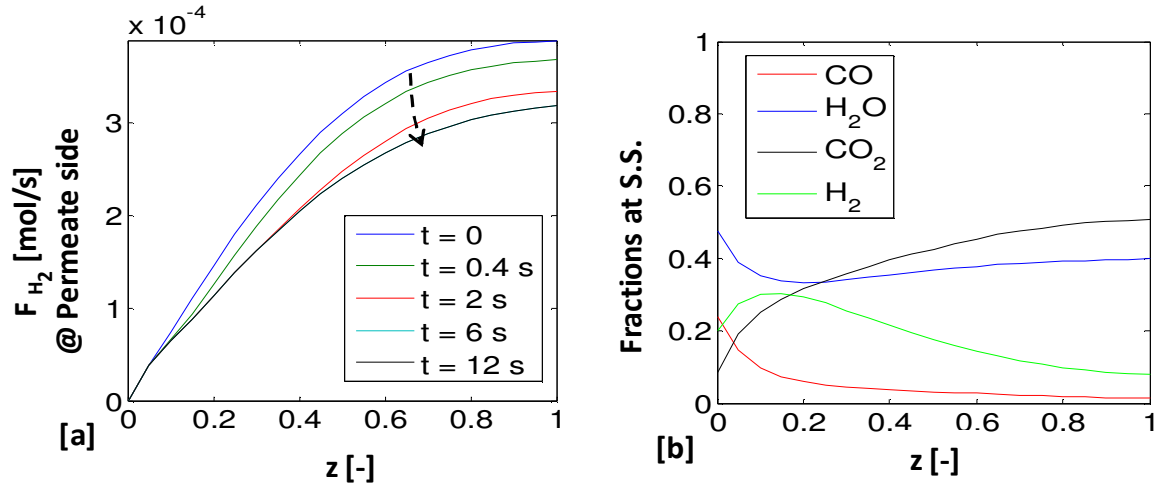 x 10⁻⁴
4
2
0
F_H₂ [mol/s]
@ Permeate side
t = 0
t = 0.4 s
t = 2 s
t = 6 s
t = 12 s
0 0.2 0.4 0.6 0.8 1
[a]
z [-]
1
0.8
0.6
0.4
0.2
0
Fractions at S.S.
CO
H₂O
CO₂
H₂
0 0.2 0.4 0.6 0.8 1
[b]
z [-]